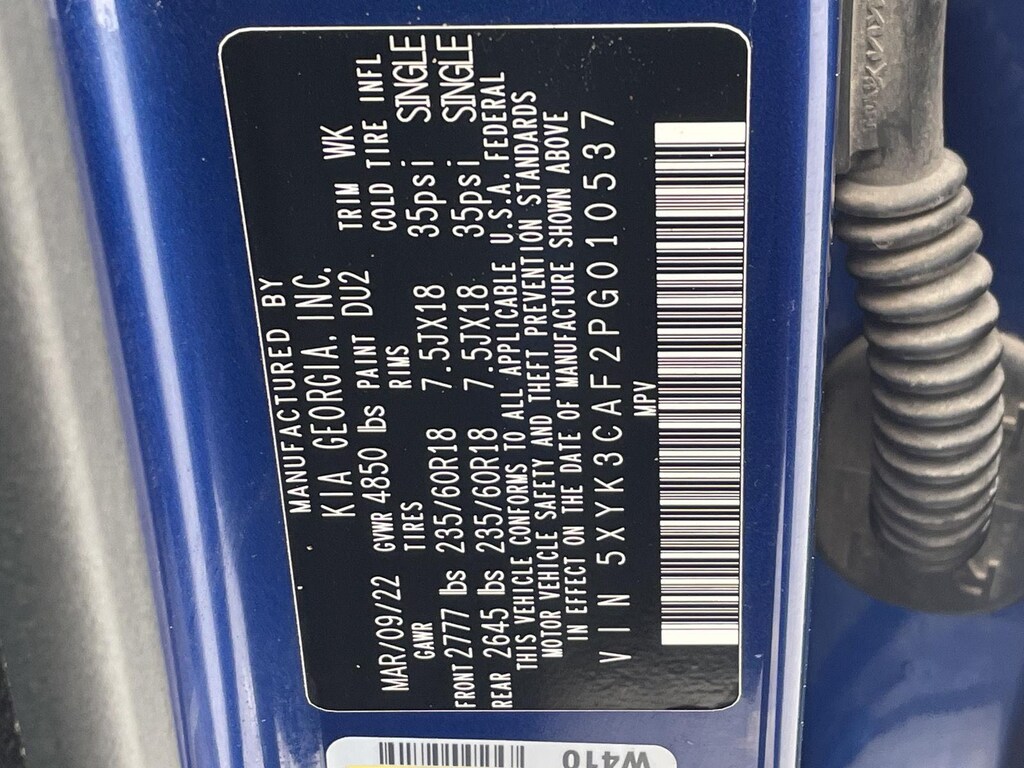 MANUFACTURED BY
KIA GEORGIA, INC.
MAR/09/22 GVWR 4850 lbs PAINT DU2 TRIM WK
GAWR TIRES RIMS COLD TIRE INFL
FRONT 2777 lbs 235/60R18 7.5JX18 35psi SINGLE
REAR 2645 lbs 235/60R18 7.5JX18 35psi SINGLE
THIS VEHICLE CONFORMS TO ALL APPLICABLE U.S.A. FEDERAL
MOTOR VEHICLE SAFETY AND THEFT PREVENTION STANDARDS
IN EFFECT ON THE DATE OF MANUFACTURE SHOWN ABOVE
VIN 5XYK3CAF2PG010537
MPV
W410